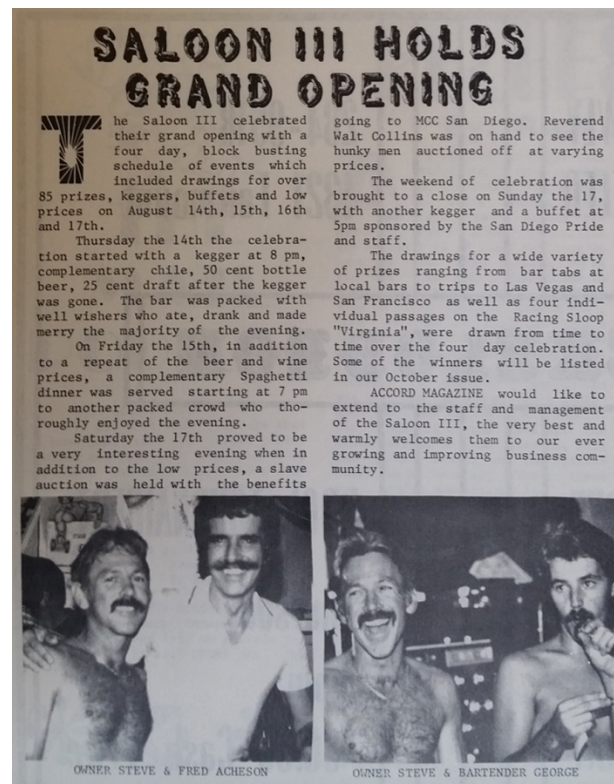 SALOON III HOLDS
GRAND OPENING
The Saloon III celebrated
their grand opening with a
four day, block busting
schedule of events which
included drawings for over
85 prizes, keggers, buffets and low
prices on August 14th, 15th, 16th
and 17th.
Thursday the 14th the celebra-
tion started with a kegger at 8 pm,
complementary chile, 50 cent bottle
beer, 25 cent draft after the kegger
was gone. The bar was packed with
well wishers who ate, drank and made
merry the majority of the evening.
On Friday the 15th, in addition
to a repeat of the beer and wine
prices, a complementary Spaghetti
dinner was served starting at 7 pm
to another packed crowd who tho-
roughly enjoyed the evening.
Saturday the 17th proved to be
a very interesting evening when in
addition to the low prices, a slave
auction was held with the benefits
going to MCC San Diego. Reverend
Walt Collins was on hand to see the
hunky men auctioned off at varying
prices.
The weekend of celebration was
brought to a close on Sunday the 17,
with another kegger and a buffet at
5pm sponsored by the San Diego Pride
and staff.
The drawings for a wide variety
of prizes ranging from bar tabs at
local bars to trips to Las Vegas and
San Francisco as well as four indi-
vidual passages on the Racing Sloop
"Virginia", were drawn from time to
time over the four day celebration.
Some of the winners will be listed
in our October issue.
ACCORD MAGAZINE would like to
extend to the staff and management
of the Saloon III, the very best and
warmly welcomes them to our ever
growing and improving business com-
munity.
OWNER STEVE & FRED ACHESON
OWNER STEVE & BARTENDER GEORGE